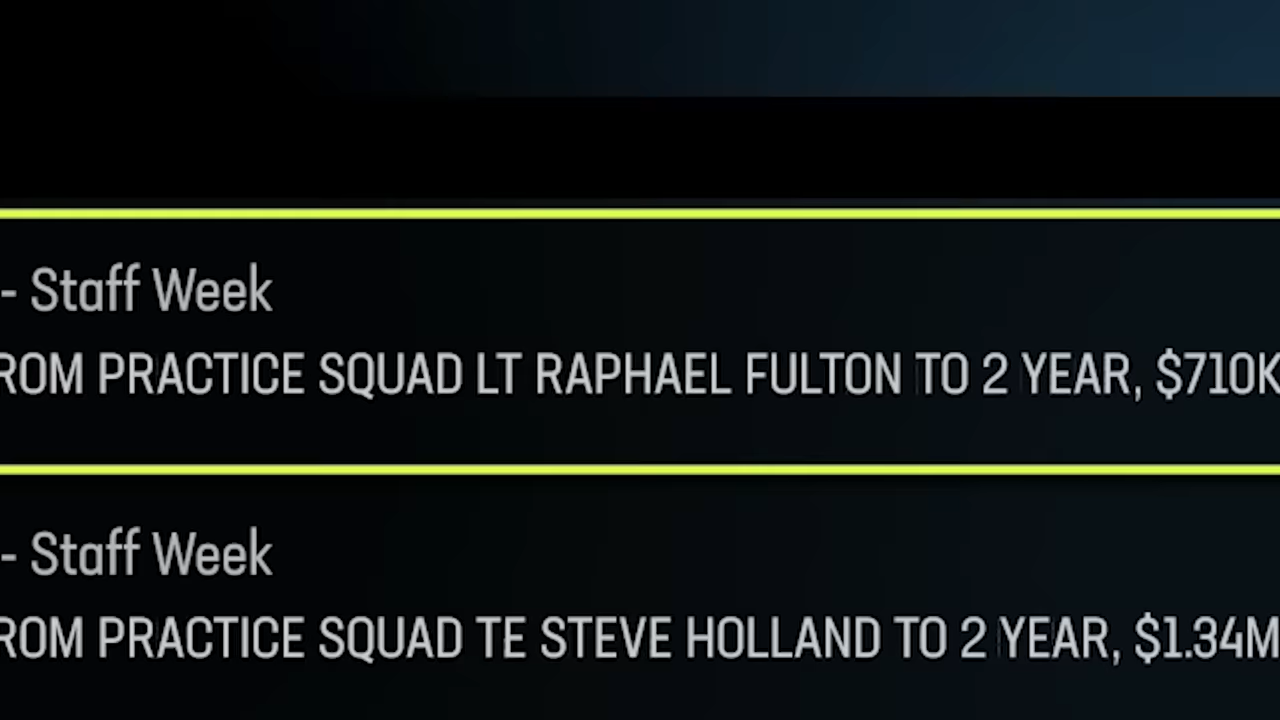 - Staff Week
ROM PRACTICE SQUAD LT RAPHAEL FULTON TO 2 YEAR, $710K
- Staff Week
ROM PRACTICE SQUAD TE STEVE HOLLAND TO 2 YEAR, $1.34M